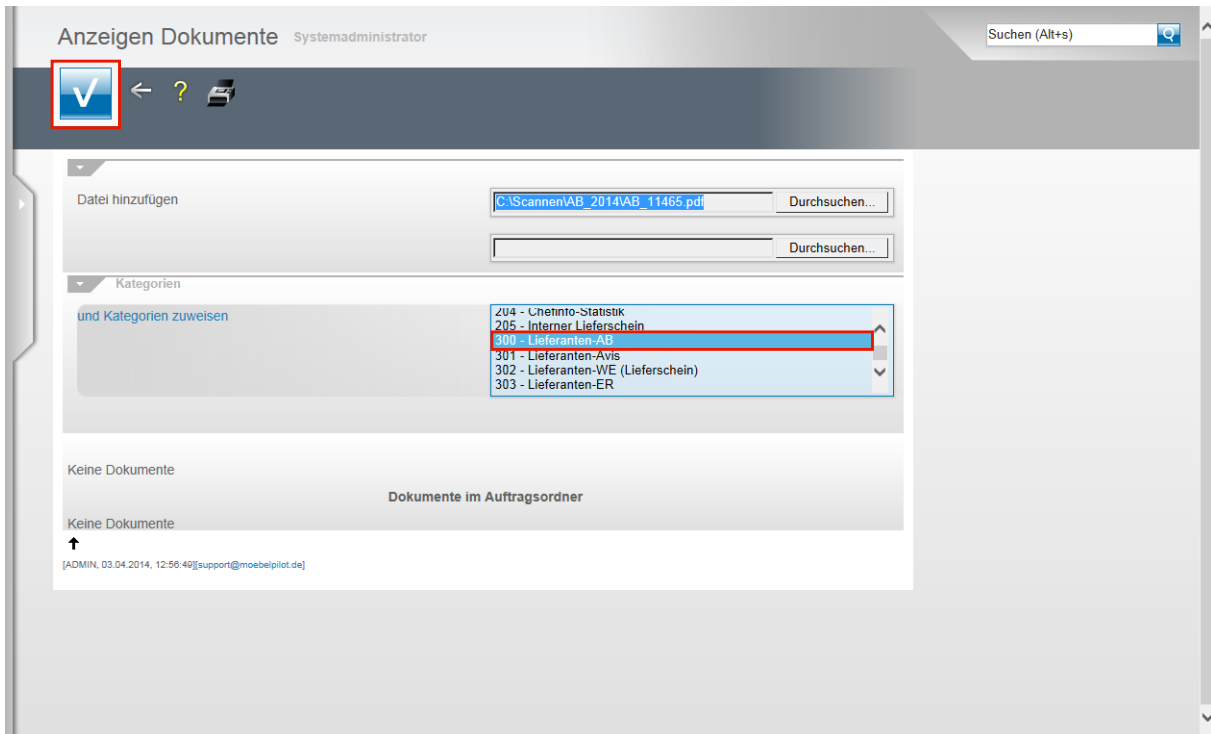 Anzeigen Dokumente Systemadministrator
Suchen (Alt+s)
?
Datei hinzufügen
C:\Scannen\AB_2014\AB_11465.pdf
Durchsuchen...
Durchsuchen...
Kategorien
und Kategorien zuweisen
204 - Chefinfo-Statistik
205 - Interner Lieferschein
300 - Lieferanten-AB
301 - Lieferanten-Avis
302 - Lieferanten-WE (Lieferschein)
303 - Lieferanten-ER
Keine Dokumente
Dokumente im Auftragsordner
Keine Dokumente
[ADMIN, 03.04.2014, 12:56:49][support@moebelpilot.de]